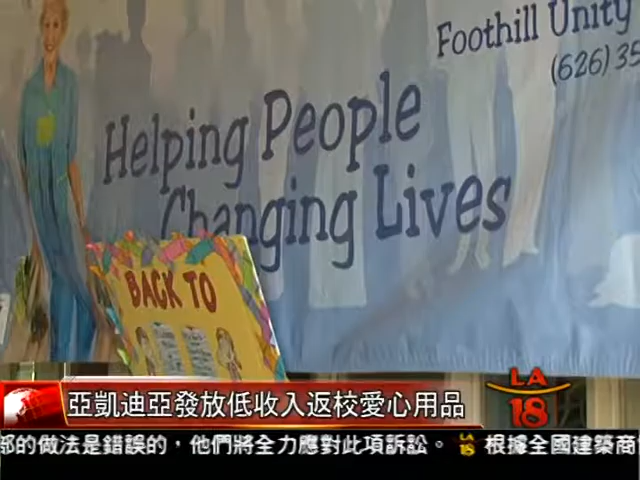 Foothill Unity
(626) 35
Helping People
Changing Lives
BACK TO
亞凱迪亞發放低收入返校愛心用品
LA
18
部的做法是錯誤的，他們將全力應對此項訴訟。 LA 18 根據全國建築商